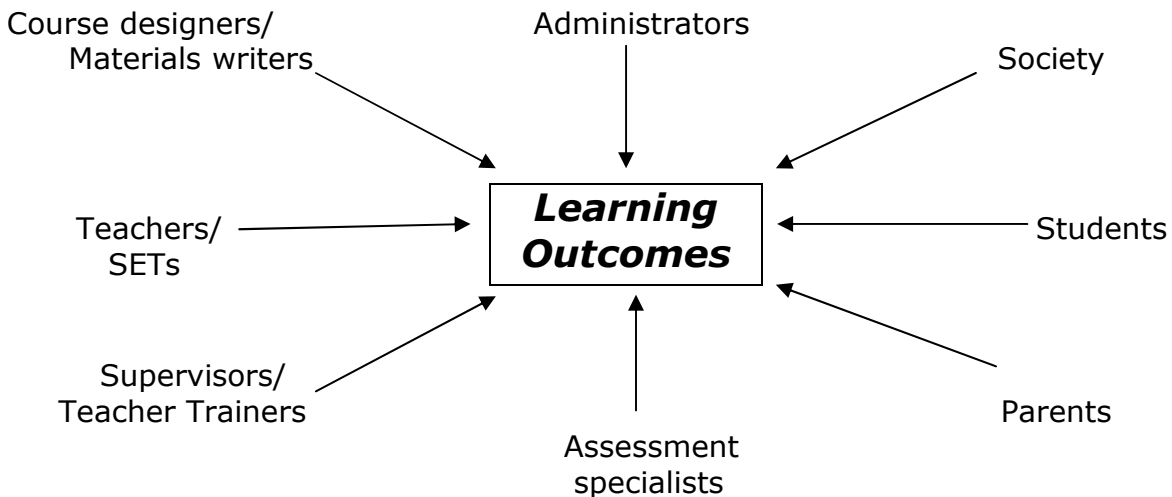 Course designers/
Materials writers
Administrators
Society
Teachers/
SETs
Learning
Outcomes
Students
Supervisors/
Teacher Trainers
Assessment
specialists
Parents